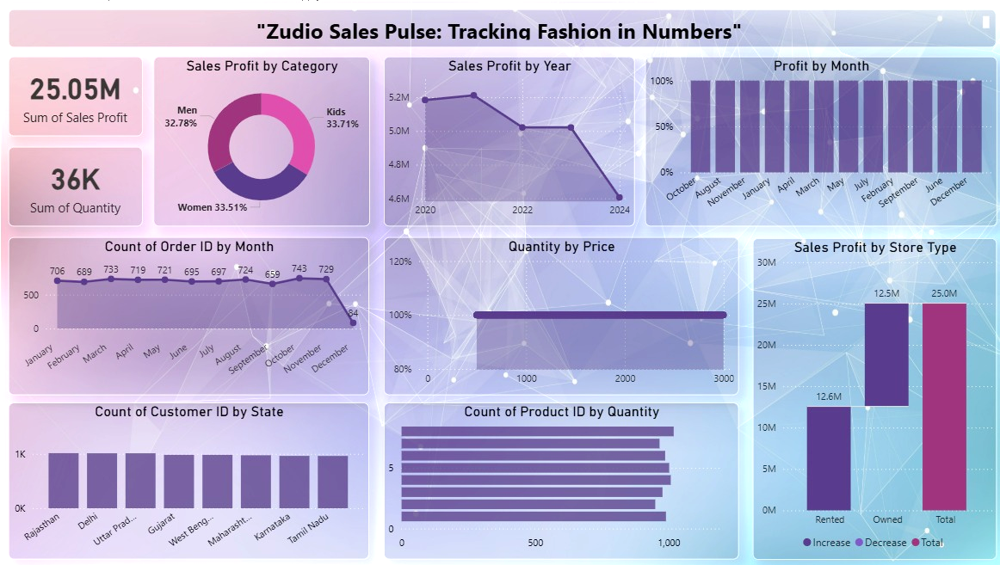 "Zudio Sales Pulse: Tracking Fashion in Numbers"
25.05M
Sum of Sales Profit
36K
Sum of Quantity
Sales Profit by Category
Men
32.78%
Kids
33.71%
Women 33.51%
Sales Profit by Year
5.2M
5.0M
4.8M
4.6M
2020 2022 2024
Profit by Month
100%
50%
0%
October August November January April March May July February September June December
Count of Order ID by Month
706 689 733 719 721 695 697 724 659 743 729 84
500
0
January February March April May June July August September October November December
Quantity by Price
120%
100%
80%
0 1000 2000 3000
Sales Profit by Store Type
30M
25M
20M
15M
10M
5M
0M
12.6M 12.5M 25.0M
Rented Owned Total
Increase Decrease Total
Count of Customer ID by State
1K
0K
Rajasthan Delhi Uttar Prad... Gujarat West Beng... Maharasht... Karnataka Tamil Nadu
Count of Product ID by Quantity
5
0
0 500 1,000